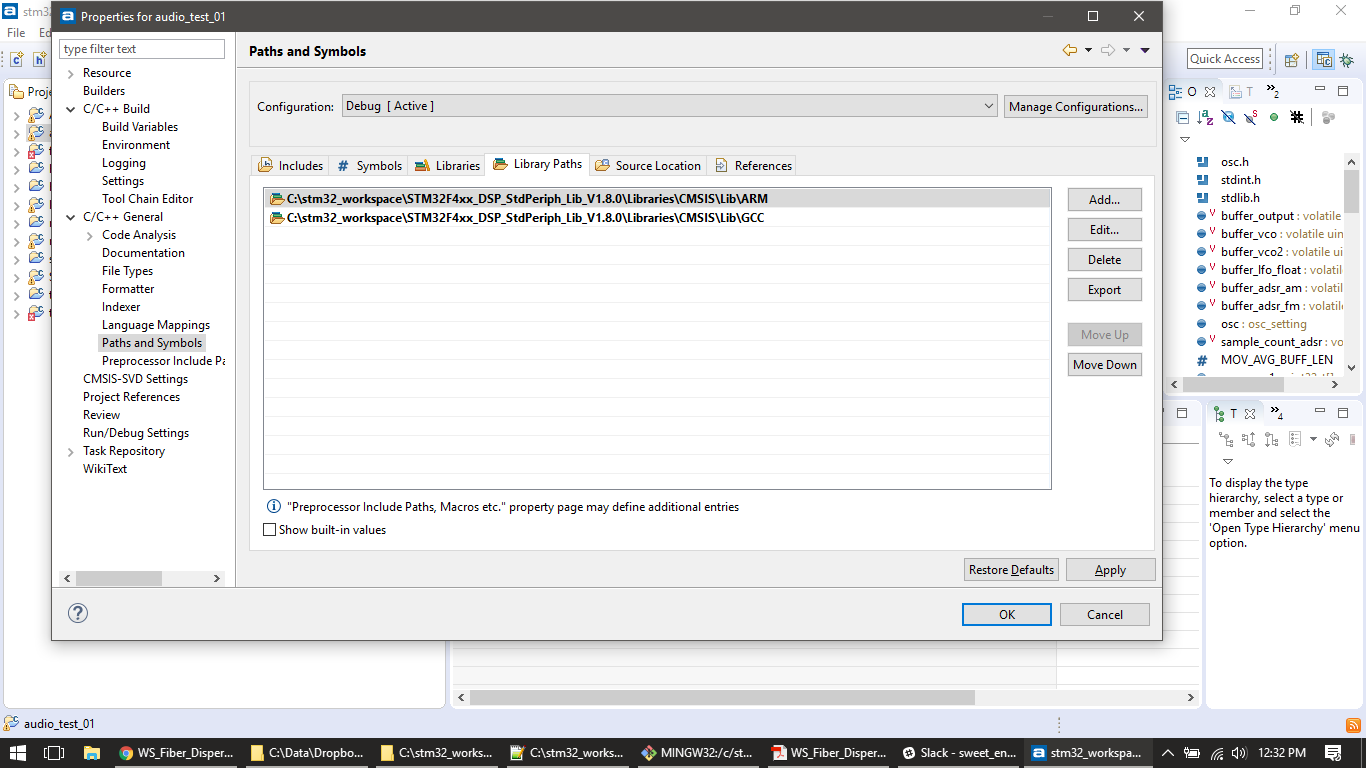 stm3
Properties for audio_test_01
File
Ed
Quick Access
type filter text
Resource
Builders
C/C++ Build
Build Variables
Environment
Logging
Settings
Tool Chain Editor
C/C++ General
Code Analysis
Documentation
File Types
Formatter
Indexer
Language Mappings
Paths and Symbols
Preprocessor Include Pa
CMSIS-SVD Settings
Project References
Review
Run/Debug Settings
Task Repository
WikiText
Proje
Paths and Symbols
Configuration:
Debug [ Active ]
Manage Configurations...
Includes
# Symbols
Libraries
Library Paths
Source Location
References
C:\stm32_workspace\STM32F4xx_DSP_StdPeriph_Lib_V1.8.0\Libraries\CMSIS\Lib\ARM
C:\stm32_workspace\STM32F4xx_DSP_StdPeriph_Lib_V1.8.0\Libraries\CMSIS\Lib\GCC
Add...
Edit...
Delete
Export
Move Up
Move Down
"Preprocessor Include Paths, Macros etc." property page may define additional entries
Show built-in values
Restore Defaults
Apply
OK
Cancel
O
T
2
osc.h
stdint.h
stdlib.h
buffer_output : volatile
buffer_vco : volatile uin
buffer_vco2 : volatile ui
buffer_lfo_float : volatil
buffer_adsr_am : volatil
buffer_adsr_fm : volatile
osc : osc_setting
sample_count_adsr : vo
# MOV_AVG_BUFF_LEN
T
4
To display the type
hierarchy, select a type or
member and select the
'Open Type Hierarchy' menu
option.
audio_test_01
WS_Fiber_Disper...
C:\Data\Dropbo...
C:\stm32_works...
C:\stm32_works...
MINGW32:/c/st...
WS_Fiber_Disper...
Slack - sweet_en...
stm32_workspa...
12:32 PM